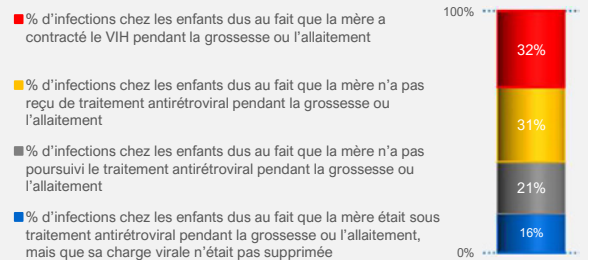 % d’infections chez les enfants dus au fait que la mère a
contracté le VIH pendant la grossesse ou l’allaitement
% d’infections chez les enfants dus au fait que la mère n’a pas
reçu de traitement antirétroviral pendant la grossesse ou
l’allaitement
% d’infections chez les enfants dus au fait que la mère n’a pas
poursuivi le traitement antirétroviral pendant la grossesse ou
l’allaitement
% d’infections chez les enfants dus au fait que la mère était sous
traitement antirétroviral pendant la grossesse ou l’allaitement,
mais que sa charge virale n’était pas supprimée
100%
32%
31%
21%
16%
0%